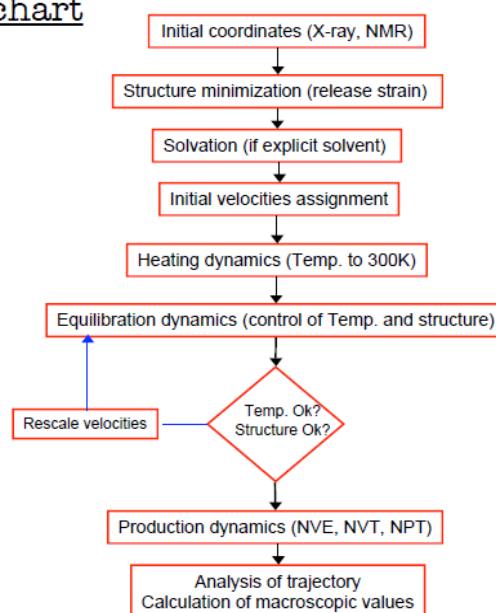 chart
Initial coordinates (X-ray, NMR)
Structure minimization (release strain)
Solvation (if explicit solvent)
Initial velocities assignment
Heating dynamics (Temp. to 300K)
Equilibration dynamics (control of Temp. and structure)
Temp. Ok?
Structure Ok?
Rescale velocities
Production dynamics (NVE, NVT, NPT)
Analysis of trajectory
Calculation of macroscopic values